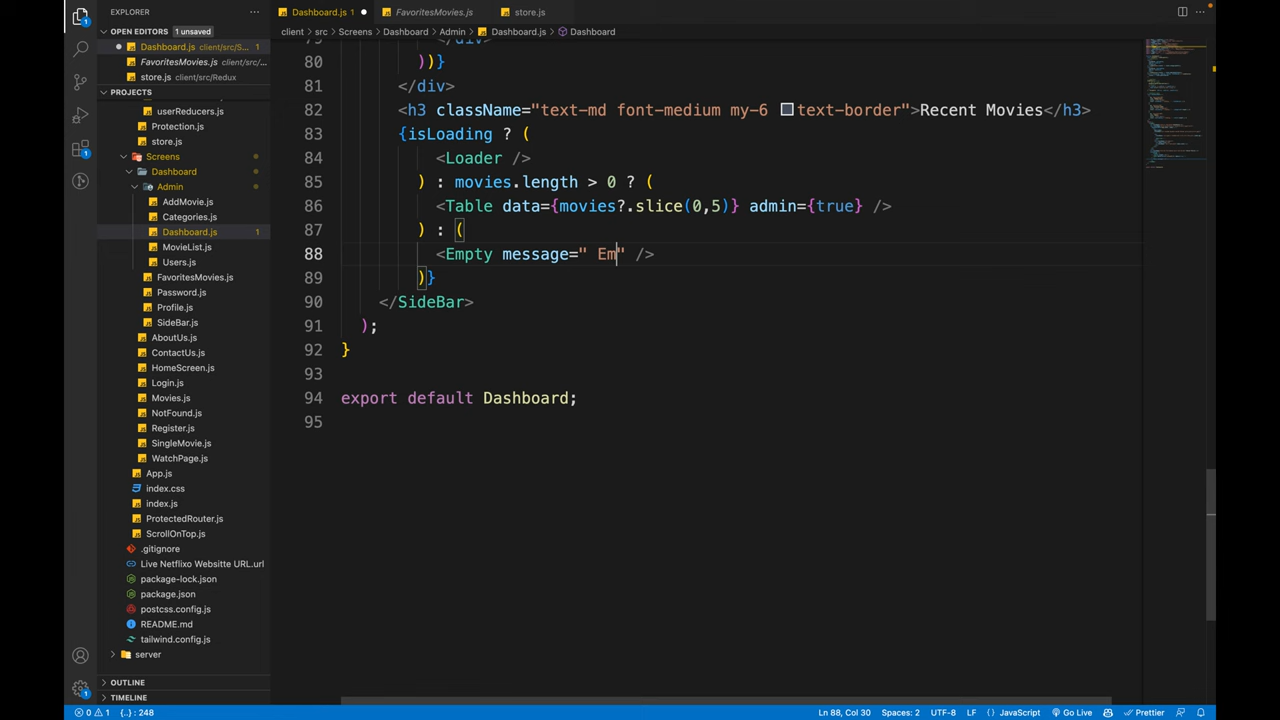 EXPLORER
Dashboard.js 1
FavoritesMovies.js
store.js
OPEN EDITORS 1 unsaved
Dashboard.js client/src/S... 1
FavoritesMovies.js client/src/...
store.js client/src/Redux
PROJECTS
userReducers.js
Protection.js
store.js
Screens
Dashboard
Admin
AddMovie.js
Categories.js
Dashboard.js 1
MovieList.js
Users.js
FavoritesMovies.js
Password.js
Profile.js
SideBar.js
AboutUs.js
ContactUs.js
HomeScreen.js
Login.js
Movies.js
NotFound.js
Register.js
SingleMovie.js
WatchPage.js
App.js
index.css
index.js
ProtectedRouter.js
ScrollOnTop.js
.gitignore
Live Netflixo Websitte URL.url
package-lock.json
package.json
postcss.config.js
README.md
tailwind.config.js
server
OUTLINE
TIMELINE
client > src > Screens > Dashboard > Admin > Dashboard.js > Dashboard
79 </div>
80 ))}
81 </div>
82 <h3 className="text-md font-medium my-6 text-border">Recent Movies</h3>
83 {isLoading ? (
84 <Loader />
85 ) : movies.length > 0 ? (
86 <Table data={movies?.slice(0,5)} admin={true} />
87 ) : (
88 <Empty message=" Em" />
89 )}
90 </SideBar>
91 );
92 }
93
94 export default Dashboard;
95
1
1
1
0 1 {..} : 248
Ln 88, Col 30 Spaces: 2 UTF-8 LF {} JavaScript Go Live Prettier